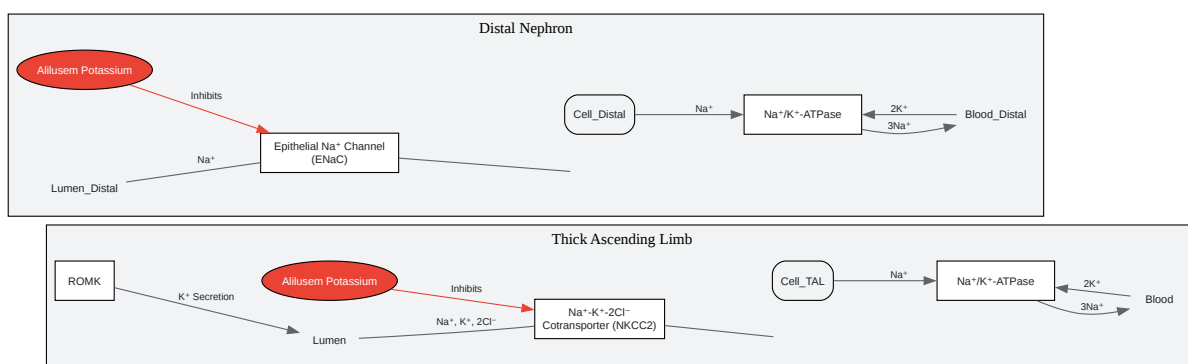 Distal Nephron
Alilusem Potassium
Inhibits
Cell_Distal
Na⁺
Na⁺/K⁺-ATPase
2K⁺
3Na⁺
Blood_Distal
Epithelial Na⁺ Channel
(ENaC)
Na⁺
Lumen_Distal
Thick Ascending Limb
ROMK
K⁺ Secretion
Alilusem Potassium
Inhibits
Na⁺, K⁺, 2Cl⁻
Lumen
Na⁺-K⁺-2Cl⁻
Cotransporter (NKCC2)
Cell_TAL
Na⁺
Na⁺/K⁺-ATPase
2K⁺
3Na⁺
Blood